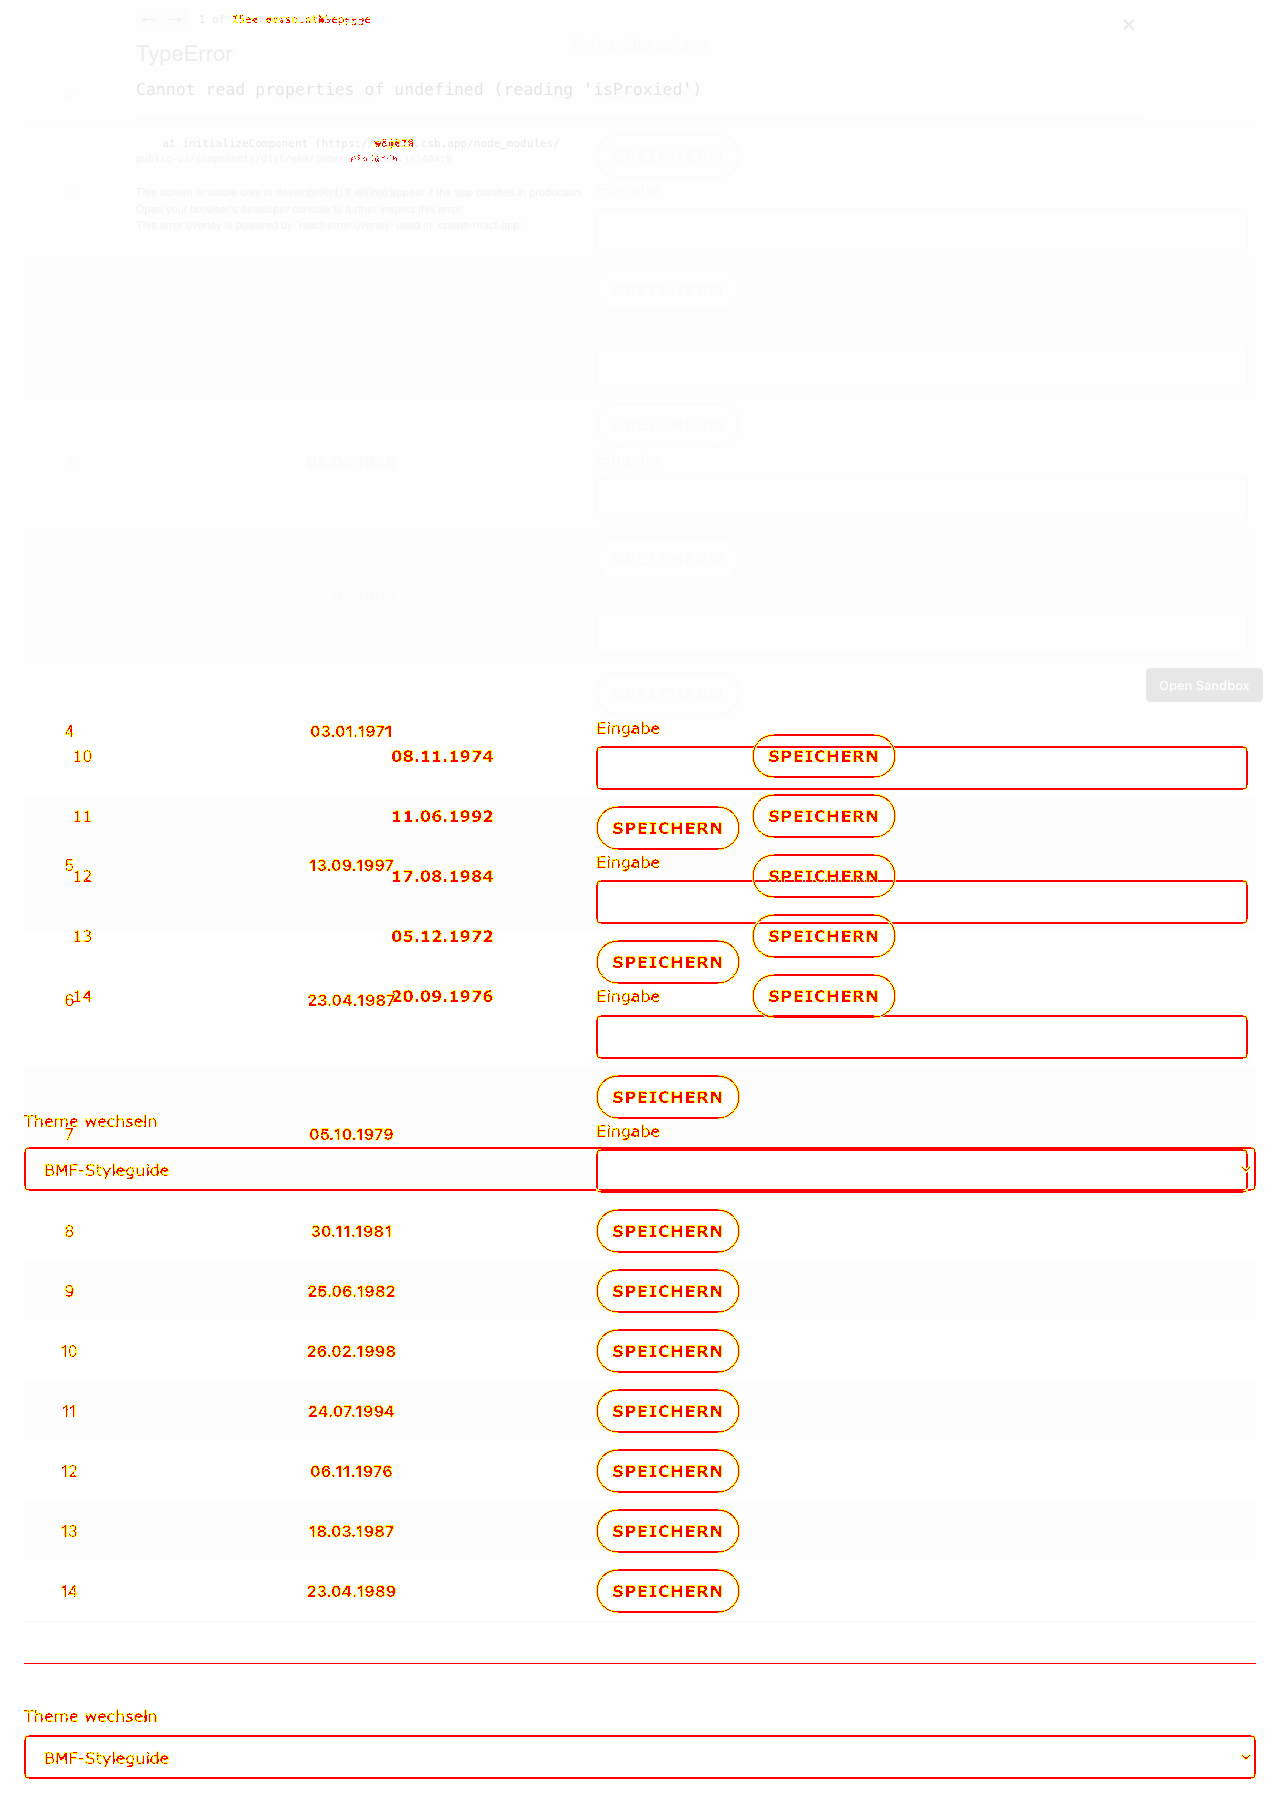 1 of
TypeError
Cannot read properties of undefined (reading 'isProxied')
at initializeComponent (https:/ .csb.app/node_modules/
This screen is visible only in development. It will not appear if the app crashes in production.
Open your browser's developer console to further inspect this error.
This error overlay is powered by `react-error-overlay` used in `create-react-app`.
SPEICHERN
Eingabe
SPEICHERN
SPEICHERN
Eingabe
SPEICHERN
SPEICHERN
Open Sandbox
4 03.01.1971 Eingabe
10 08.11.1974 SPEICHERN
11 11.06.1992 SPEICHERN
SPEICHERN
5 13.09.1997 Eingabe
12 17.08.1984 SPEICHERN
13 05.12.1972 SPEICHERN
SPEICHERN
6 23.04.1987 Eingabe
14 20.09.1976 SPEICHERN
SPEICHERN
Theme wechseln
7 05.10.1979 Eingabe
BMF-Styleguide
8 30.11.1981 SPEICHERN
9 25.06.1982 SPEICHERN
10 26.02.1998 SPEICHERN
11 24.07.1994 SPEICHERN
12 06.11.1976 SPEICHERN
13 18.03.1987 SPEICHERN
14 23.04.1989 SPEICHERN
Theme wechseln
BMF-Styleguide